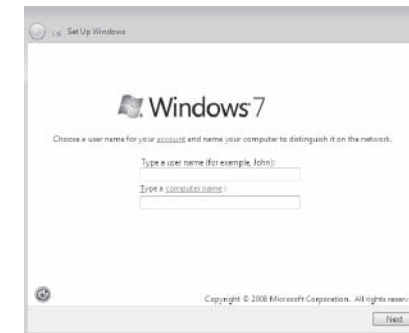 Set Up Windows
Windows 7
Choose a user name for your account and name your computer to distinguish it on the network.
Type a user name (for example, John):
Type a computer name:
Copyright © 2008 Microsoft Corporation. All rights reserv
Next